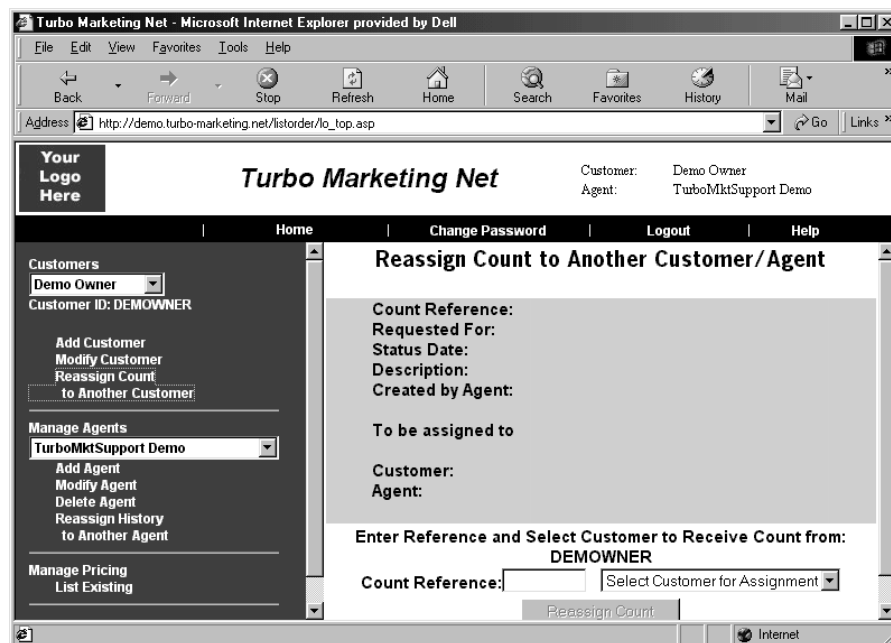 Turbo Marketing Net - Microsoft Internet Explorer provided by Dell
File Edit View Favorites Tools Help
Back Forward Stop Refresh Home Search Favorites History Mail »
Address http://demo.turbo-marketing.net/listorder/lo_top.asp Go Links »
Your
Logo
Here
Turbo Marketing Net
Customer: Demo Owner
Agent: TurboMktSupport Demo
| Home | Change Password | Logout | Help
Customers
Demo Owner
Customer ID: DEMOWNER
Add Customer
Modify Customer
Reassign Count
to Another Customer
Manage Agents
TurboMktSupport Demo
Add Agent
Modify Agent
Delete Agent
Reassign History
to Another Agent
Manage Pricing
List Existing
Reassign Count to Another Customer/Agent
Count Reference:
Requested For:
Status Date:
Description:
Created by Agent:
To be assigned to
Customer:
Agent:
Enter Reference and Select Customer to Receive Count from:
DEMOWNER
Count Reference: Select Customer for Assignment
Reassign Count
Internet